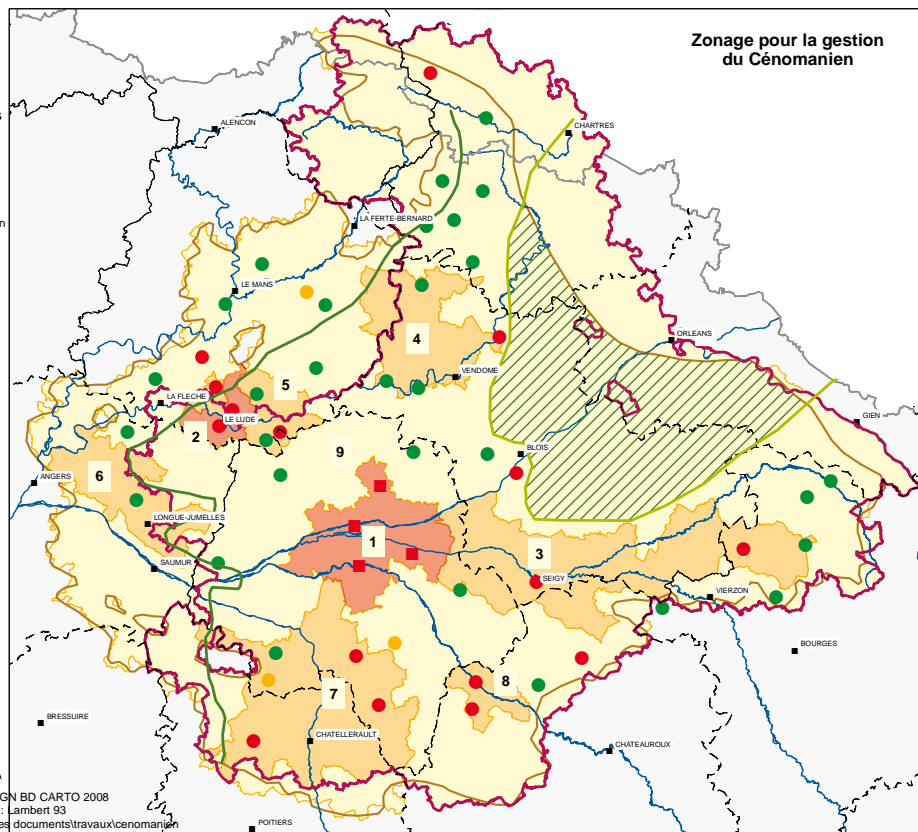 Zonage pour la gestion
du Cénomanien
ALENCON
CHARTRES
LA FERTE-BERNARD
LE MANS
ORLEANS
4
5
VENDOME
LA FLECHE
LE LUDE
GIEN
2
9
BLOIS
6
ANGERS
LONGUE-JUMELLES
1
3
SAUMUR
SEIGY
VIERZON
BOURGES
8
7
BRESSUIRE
CHATELLERAULT
CHATEAUROUX
GN BD CARTO 2008
: Lambert 93
es documents\travaux\cenomanien
POITIERS